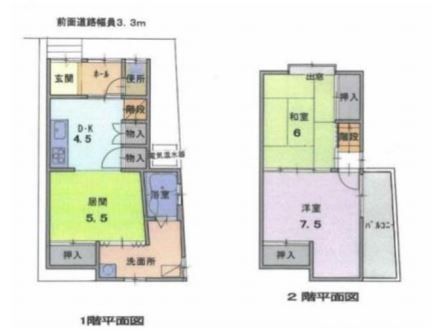 前面道路幅員3.3m
玄関
ホール
便所
階段
D・K
4.5
物入
物入
電気温水器
居間
5.5
浴室
押入
洗面所
1階平面図
出窓
押入
和室
6
階段
洋室
7.5
バルコニー
押入
2階平面図